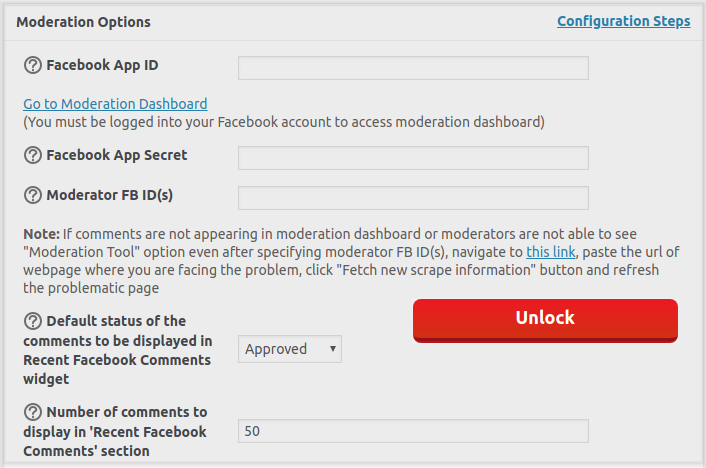 Moderation Options
Configuration Steps
Facebook App ID
Go to Moderation Dashboard
(You must be logged into your Facebook account to access moderation dashboard)
Facebook App Secret
Moderator FB ID(s)
Note: If comments are not appearing in moderation dashboard or moderators are not able to see
"Moderation Tool" option even after specifying moderator FB ID(s), navigate to this link, paste the url of
webpage where you are facing the problem, click "Fetch new scrape information" button and refresh
the problematic page
Unlock
Default status of the
comments to be displayed in
Recent Facebook Comments
widget
Approved
Number of comments to
display in 'Recent Facebook
Comments' section
50